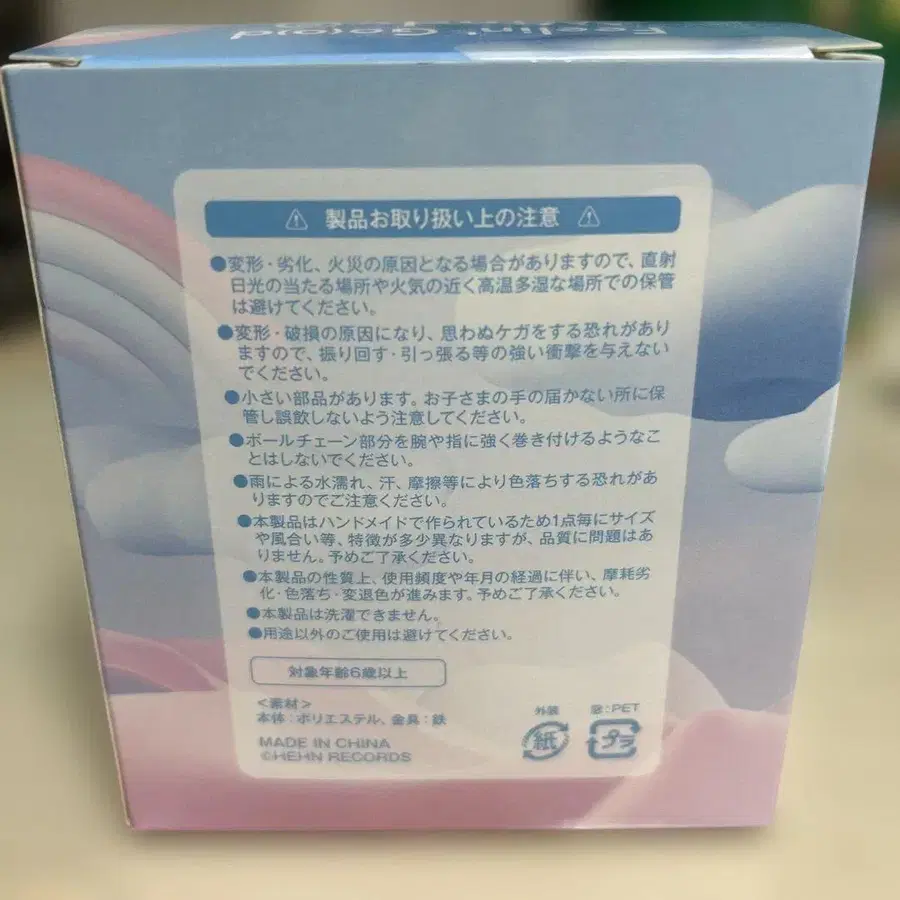 Feelin' Go(o)d
⚠ 製品お取り扱い上の注意 ⚠
●変形・劣化、火災の原因となる場合がありますので、直射
日光の当たる場所や火気の近く高温多湿な場所での保管
は避けてください。
●変形・破損の原因になり、思わぬケガをする恐れがあり
ますので、振り回す・引っ張る等の強い衝撃を与えない
でください。
●小さい部品があります。お子さまの手の届かない所に保
管し誤飲しないよう注意してください。
●ボールチェーン部分を腕や指に強く巻き付けるようなこ
とはしないでください。
●雨による水濡れ、汗、摩擦等により色落ちする恐れがあ
りますのでご注意ください。
●本製品はハンドメイドで作られているため1点毎にサイズ
や風合い等、特徴が多少異なりますが、品質に問題はあ
りません。予めご了承ください。
●本製品の性質上、使用頻度や年月の経過に伴い、摩耗劣
化・色落ち・変退色が進みます。予めご了承ください。
●本製品は洗濯できません。
●用途以外のご使用は避けてください。
対象年齢6歳以上
<素材>
本体：ポリエステル、金具：鉄
MADE IN CHINA
©HEHN RECORDS
外装
紙
窓：PET
プラ